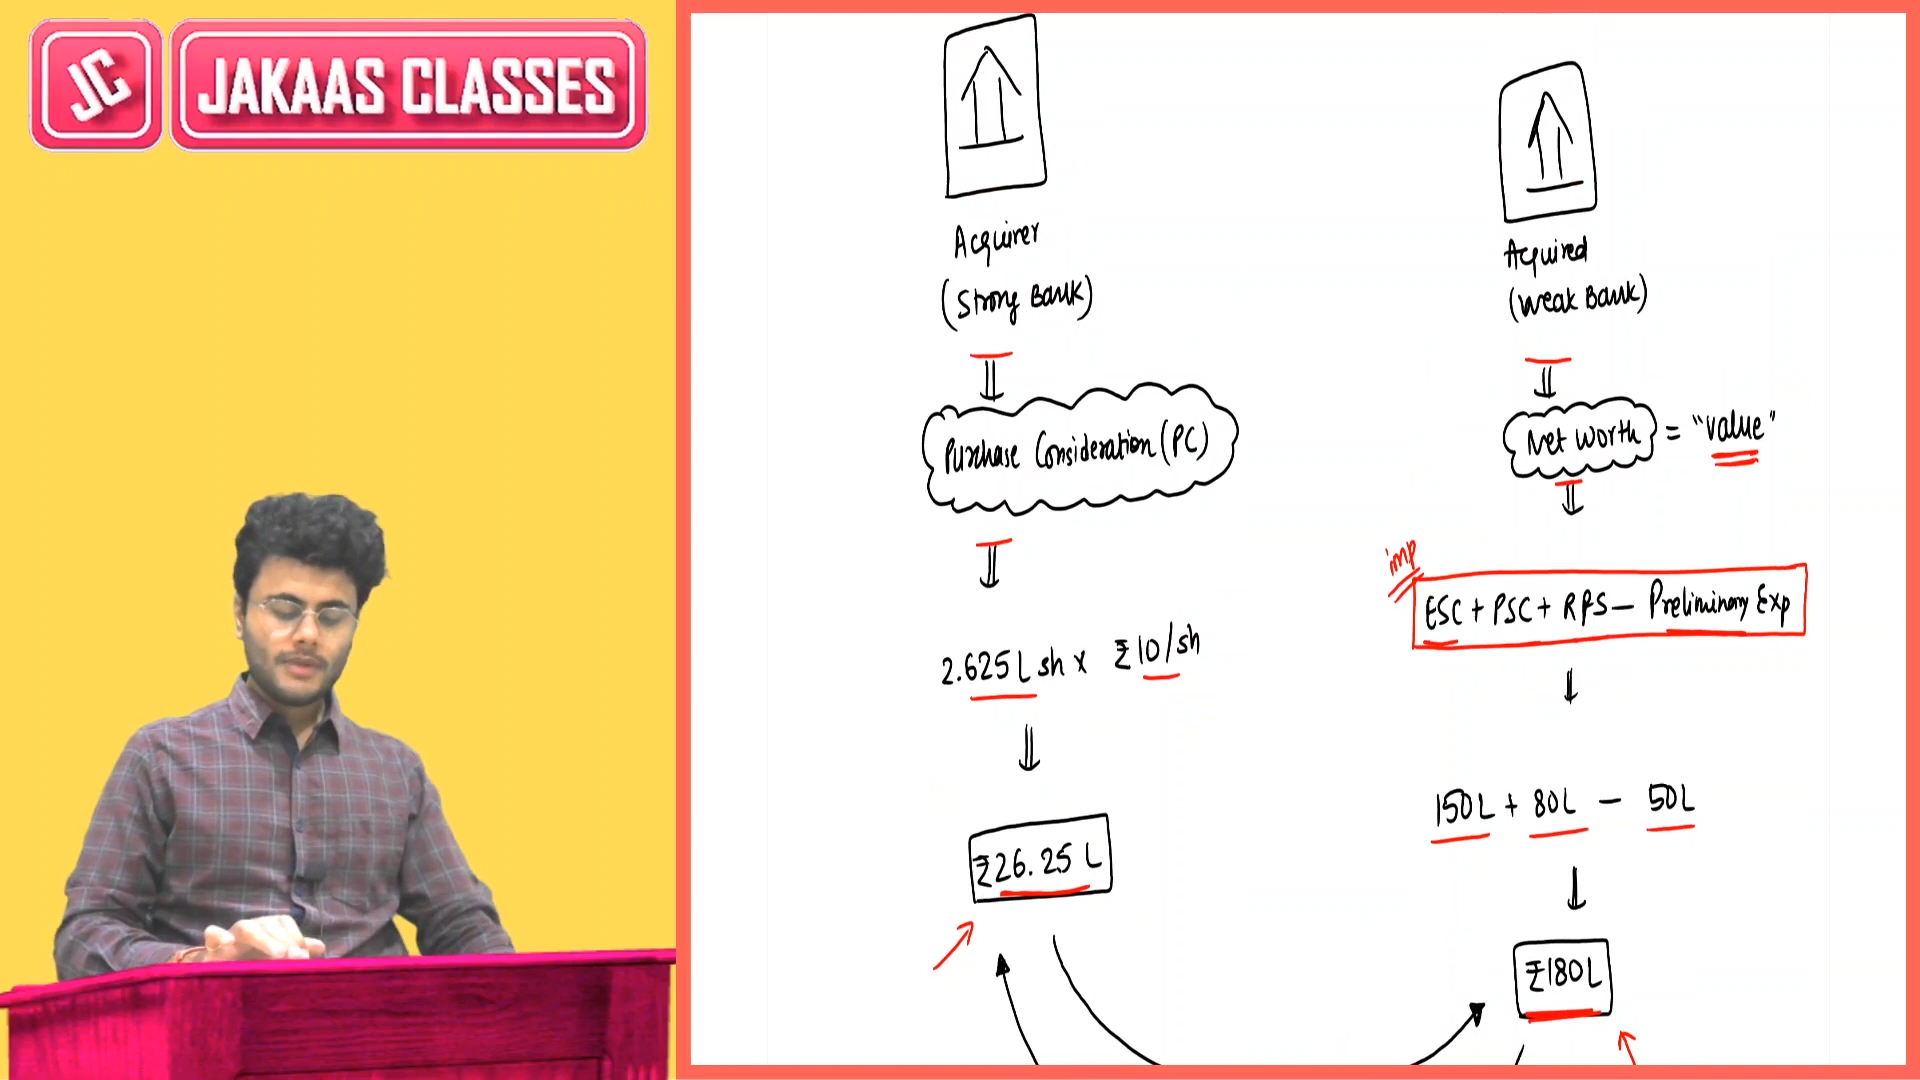 JC JAKAAS CLASSES
Acquirer
(Strong Bank)
Purchase Consideration (PC)
2.625 L sh x ₹10/sh
₹26.25 L
Acquired
(Weak Bank)
Net Worth = "value"
imp
ESC + PSC + R&S — Preliminary Exp
150L + 80L — 50L
₹180L